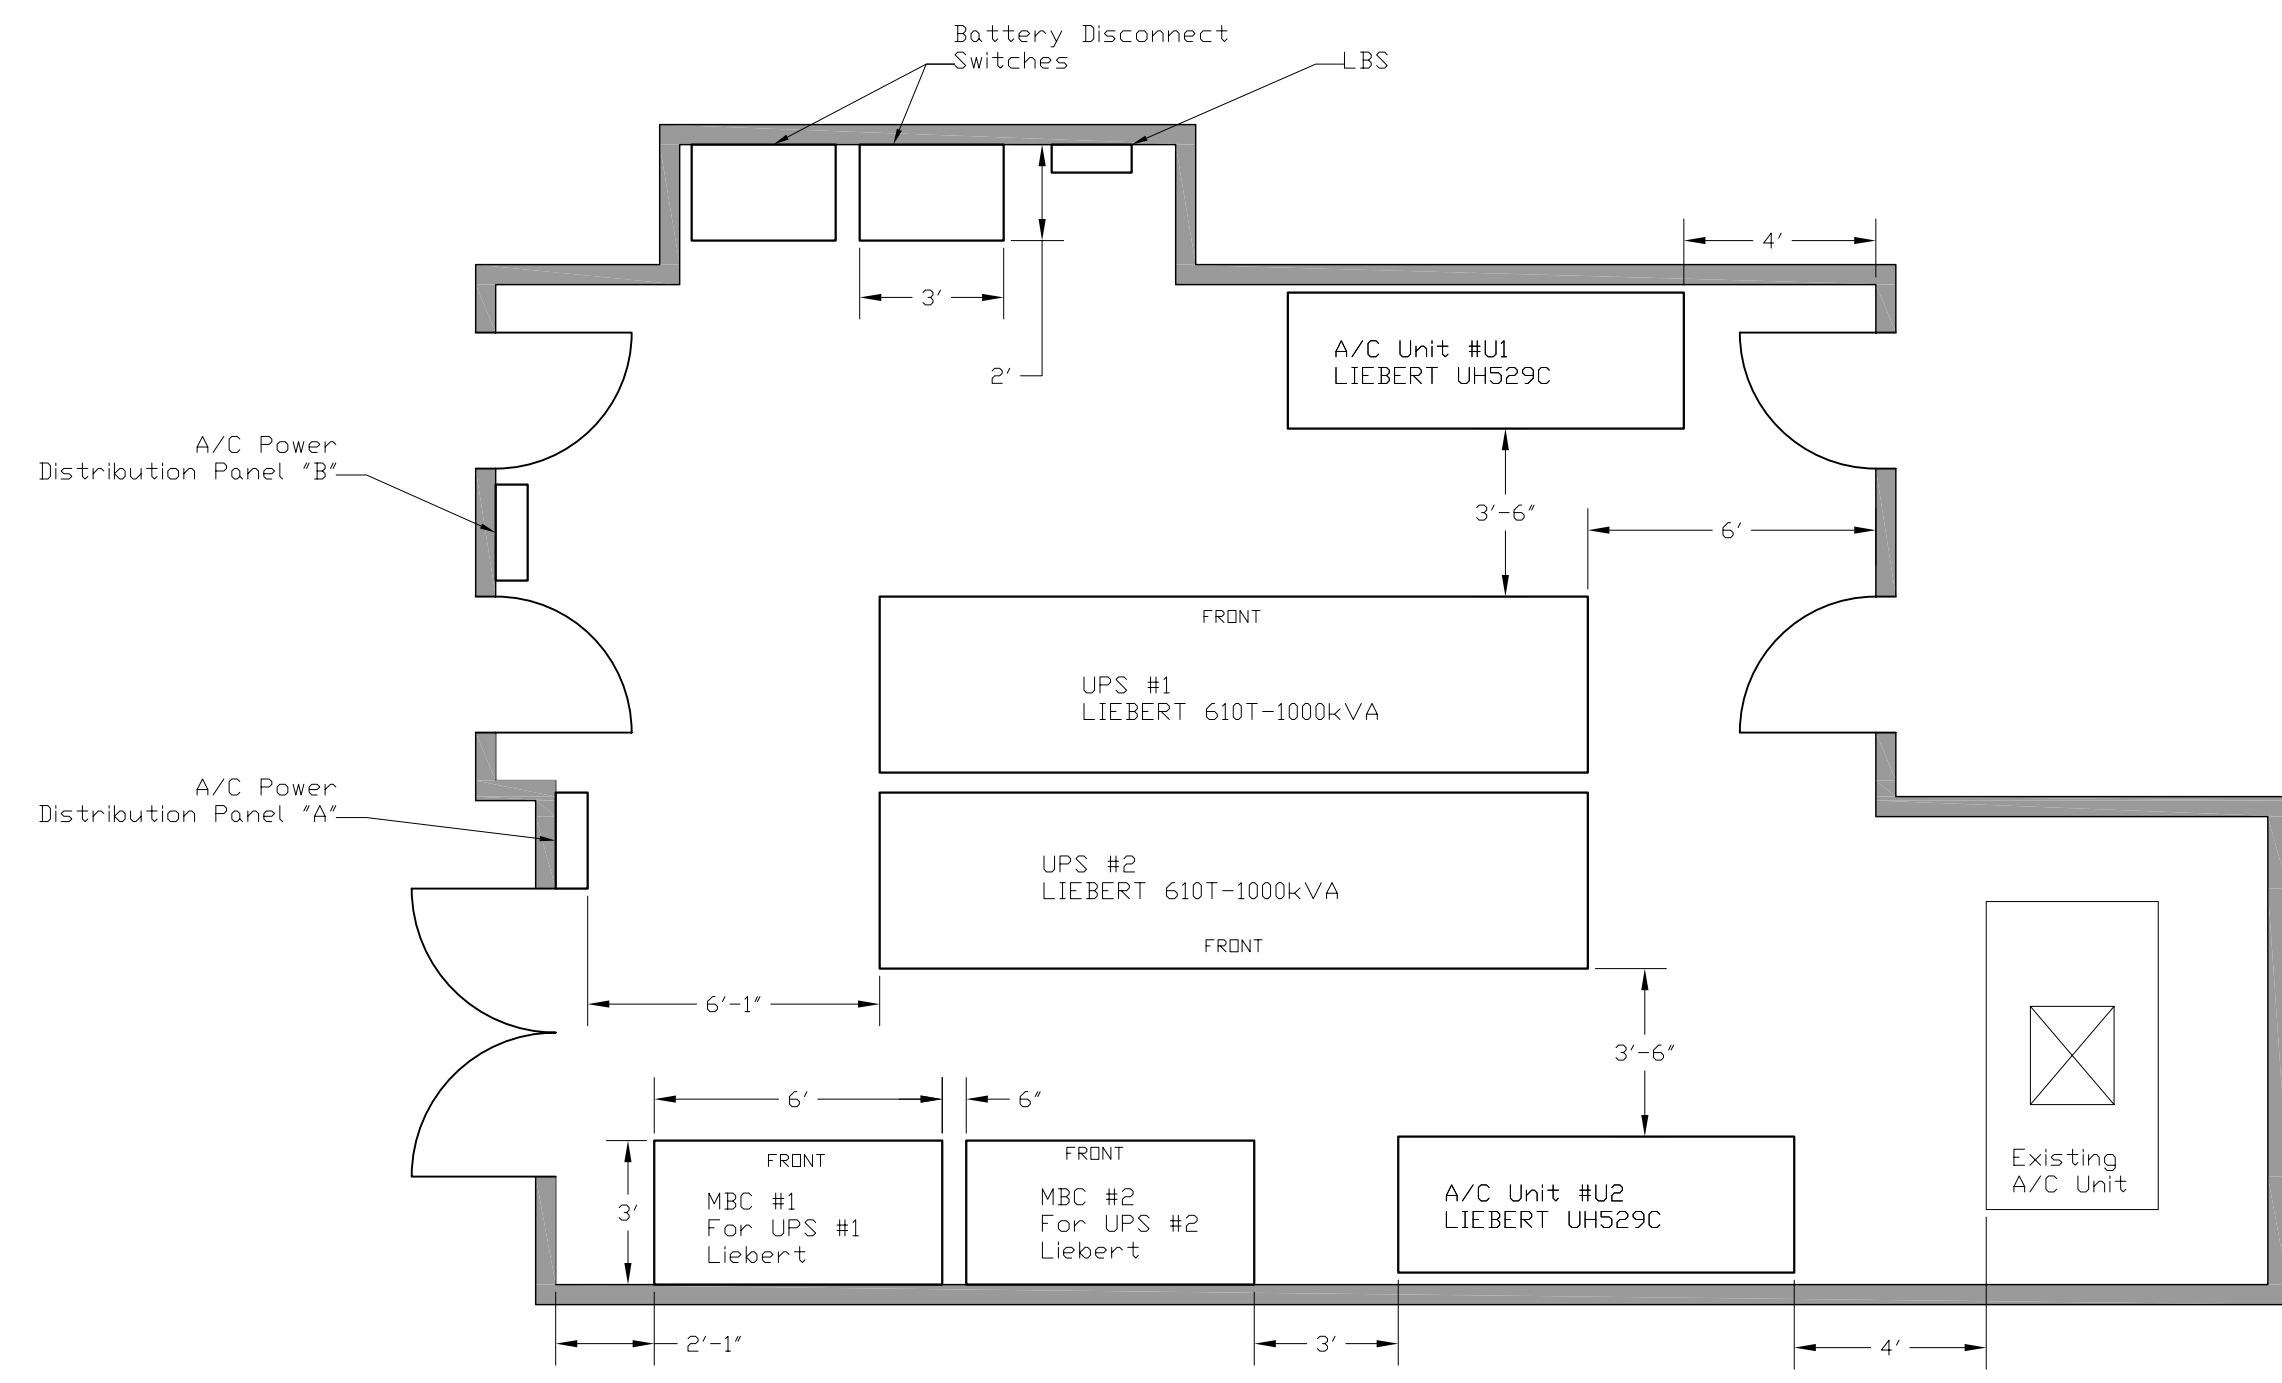 Battery Disconnect
Switches
LBS
4'
3'
2'
A/C Unit #U1
LIEBERT UH529C
A/C Power
Distribution Panel "B"
3'-6"
6'
FRONT
UPS #1
LIEBERT 610T-1000kVA
A/C Power
Distribution Panel "A"
UPS #2
LIEBERT 610T-1000kVA
FRONT
6'-1"
3'-6"
6'
6"
FRONT
MBC #1
For UPS #1
Liebert
3'
FRONT
MBC #2
For UPS #2
Liebert
A/C Unit #U2
LIEBERT UH529C
Existing
A/C Unit
2'-1"
3'
4'